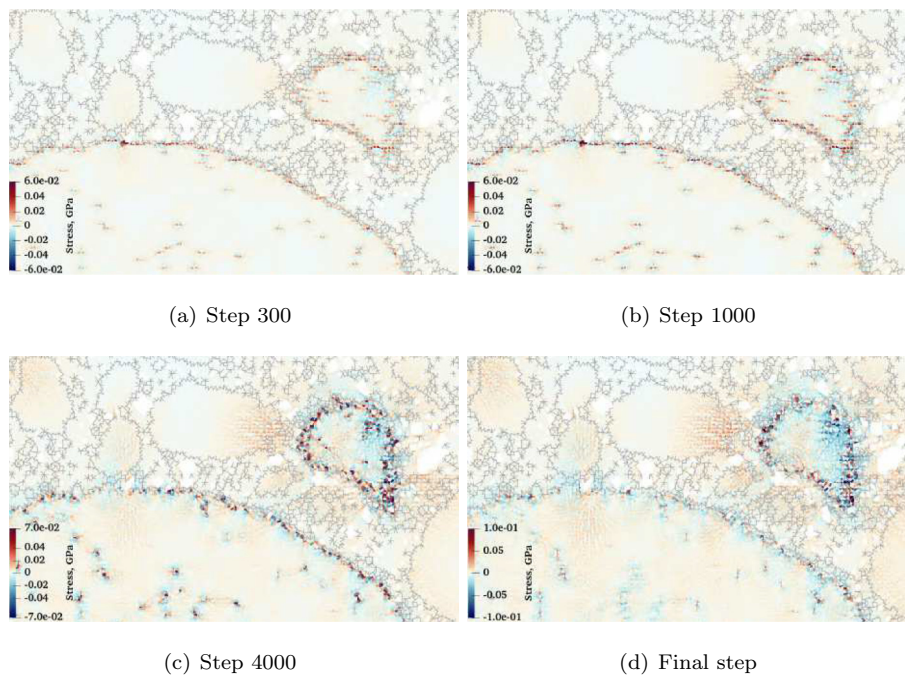 6.0e-02
0.04
0.02
0
-0.02
-0.04
-6.0e-02
Stress, GPa
6.0e-02
0.04
0.02
0
-0.02
-0.04
-6.0e-02
Stress, GPa
(a) Step 300
(b) Step 1000
7.0e-02
0.04
0.02
0
-0.02
-0.04
-7.0e-02
Stress, GPa
1.0e-01
0.05
0
-0.05
-1.0e-01
Stress, GPa
(c) Step 4000
(d) Final step